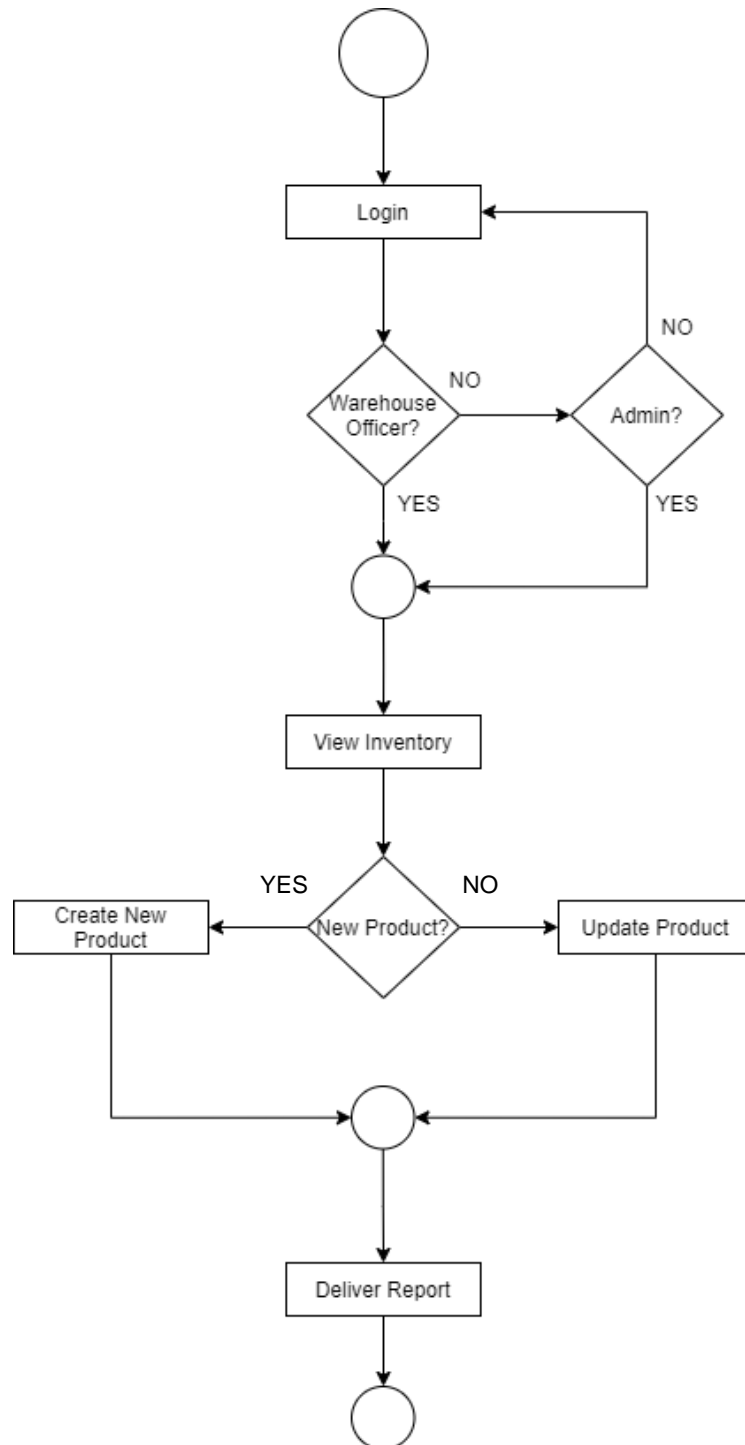 Login
NO
Warehouse
Officer?
NO
Admin?
YES
YES
View Inventory
YES
NO
Create New
Product
New Product?
Update Product
Deliver Report